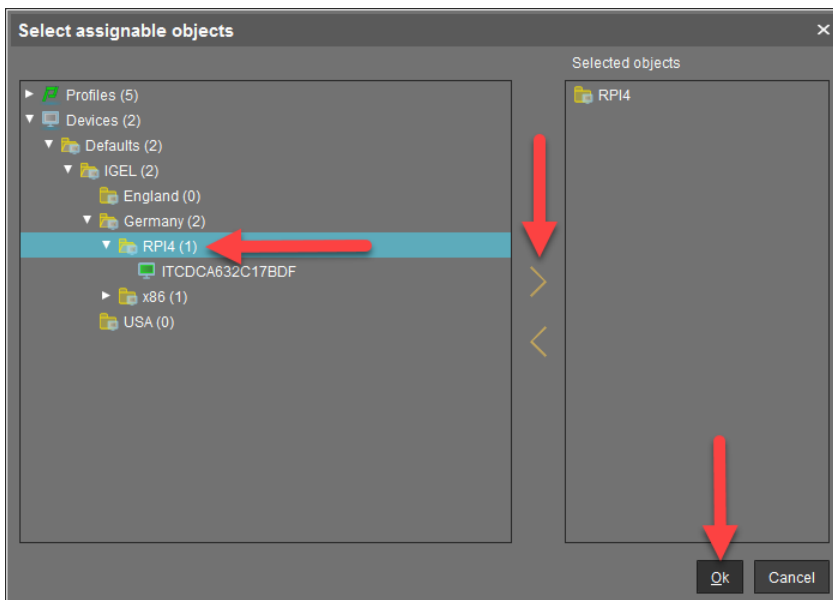 Select assignable objects
Selected objects
Profiles (5)
Devices (2)
Defaults (2)
IGEL (2)
England (0)
Germany (2)
RPI4 (1)
ITCDCA632C17BDF
x86 (1)
USA (0)
RPI4
Ok
Cancel